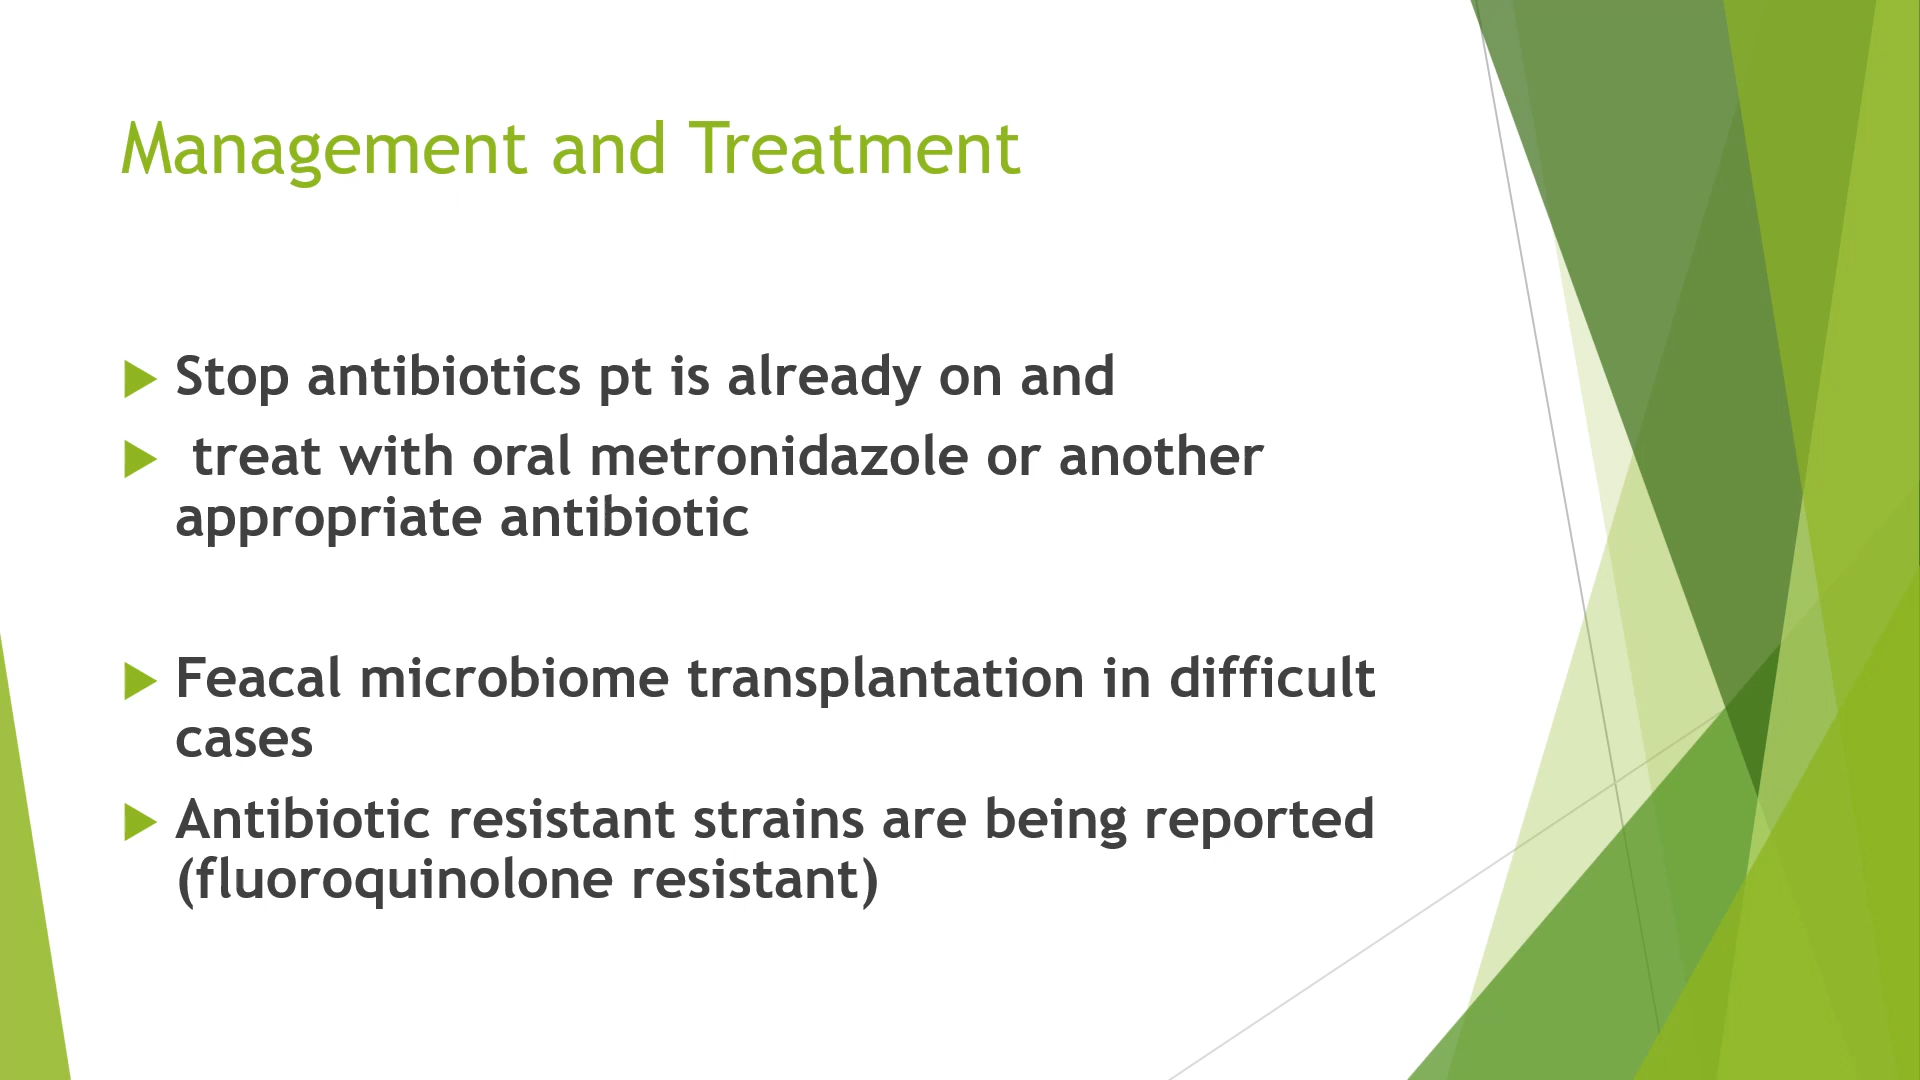 Management and Treatment
Stop antibiotics pt is already on and
treat with oral metronidazole or another
appropriate antibiotic
Feacal microbiome transplantation in difficult
cases
Antibiotic resistant strains are being reported
(fluoroquinolone resistant)